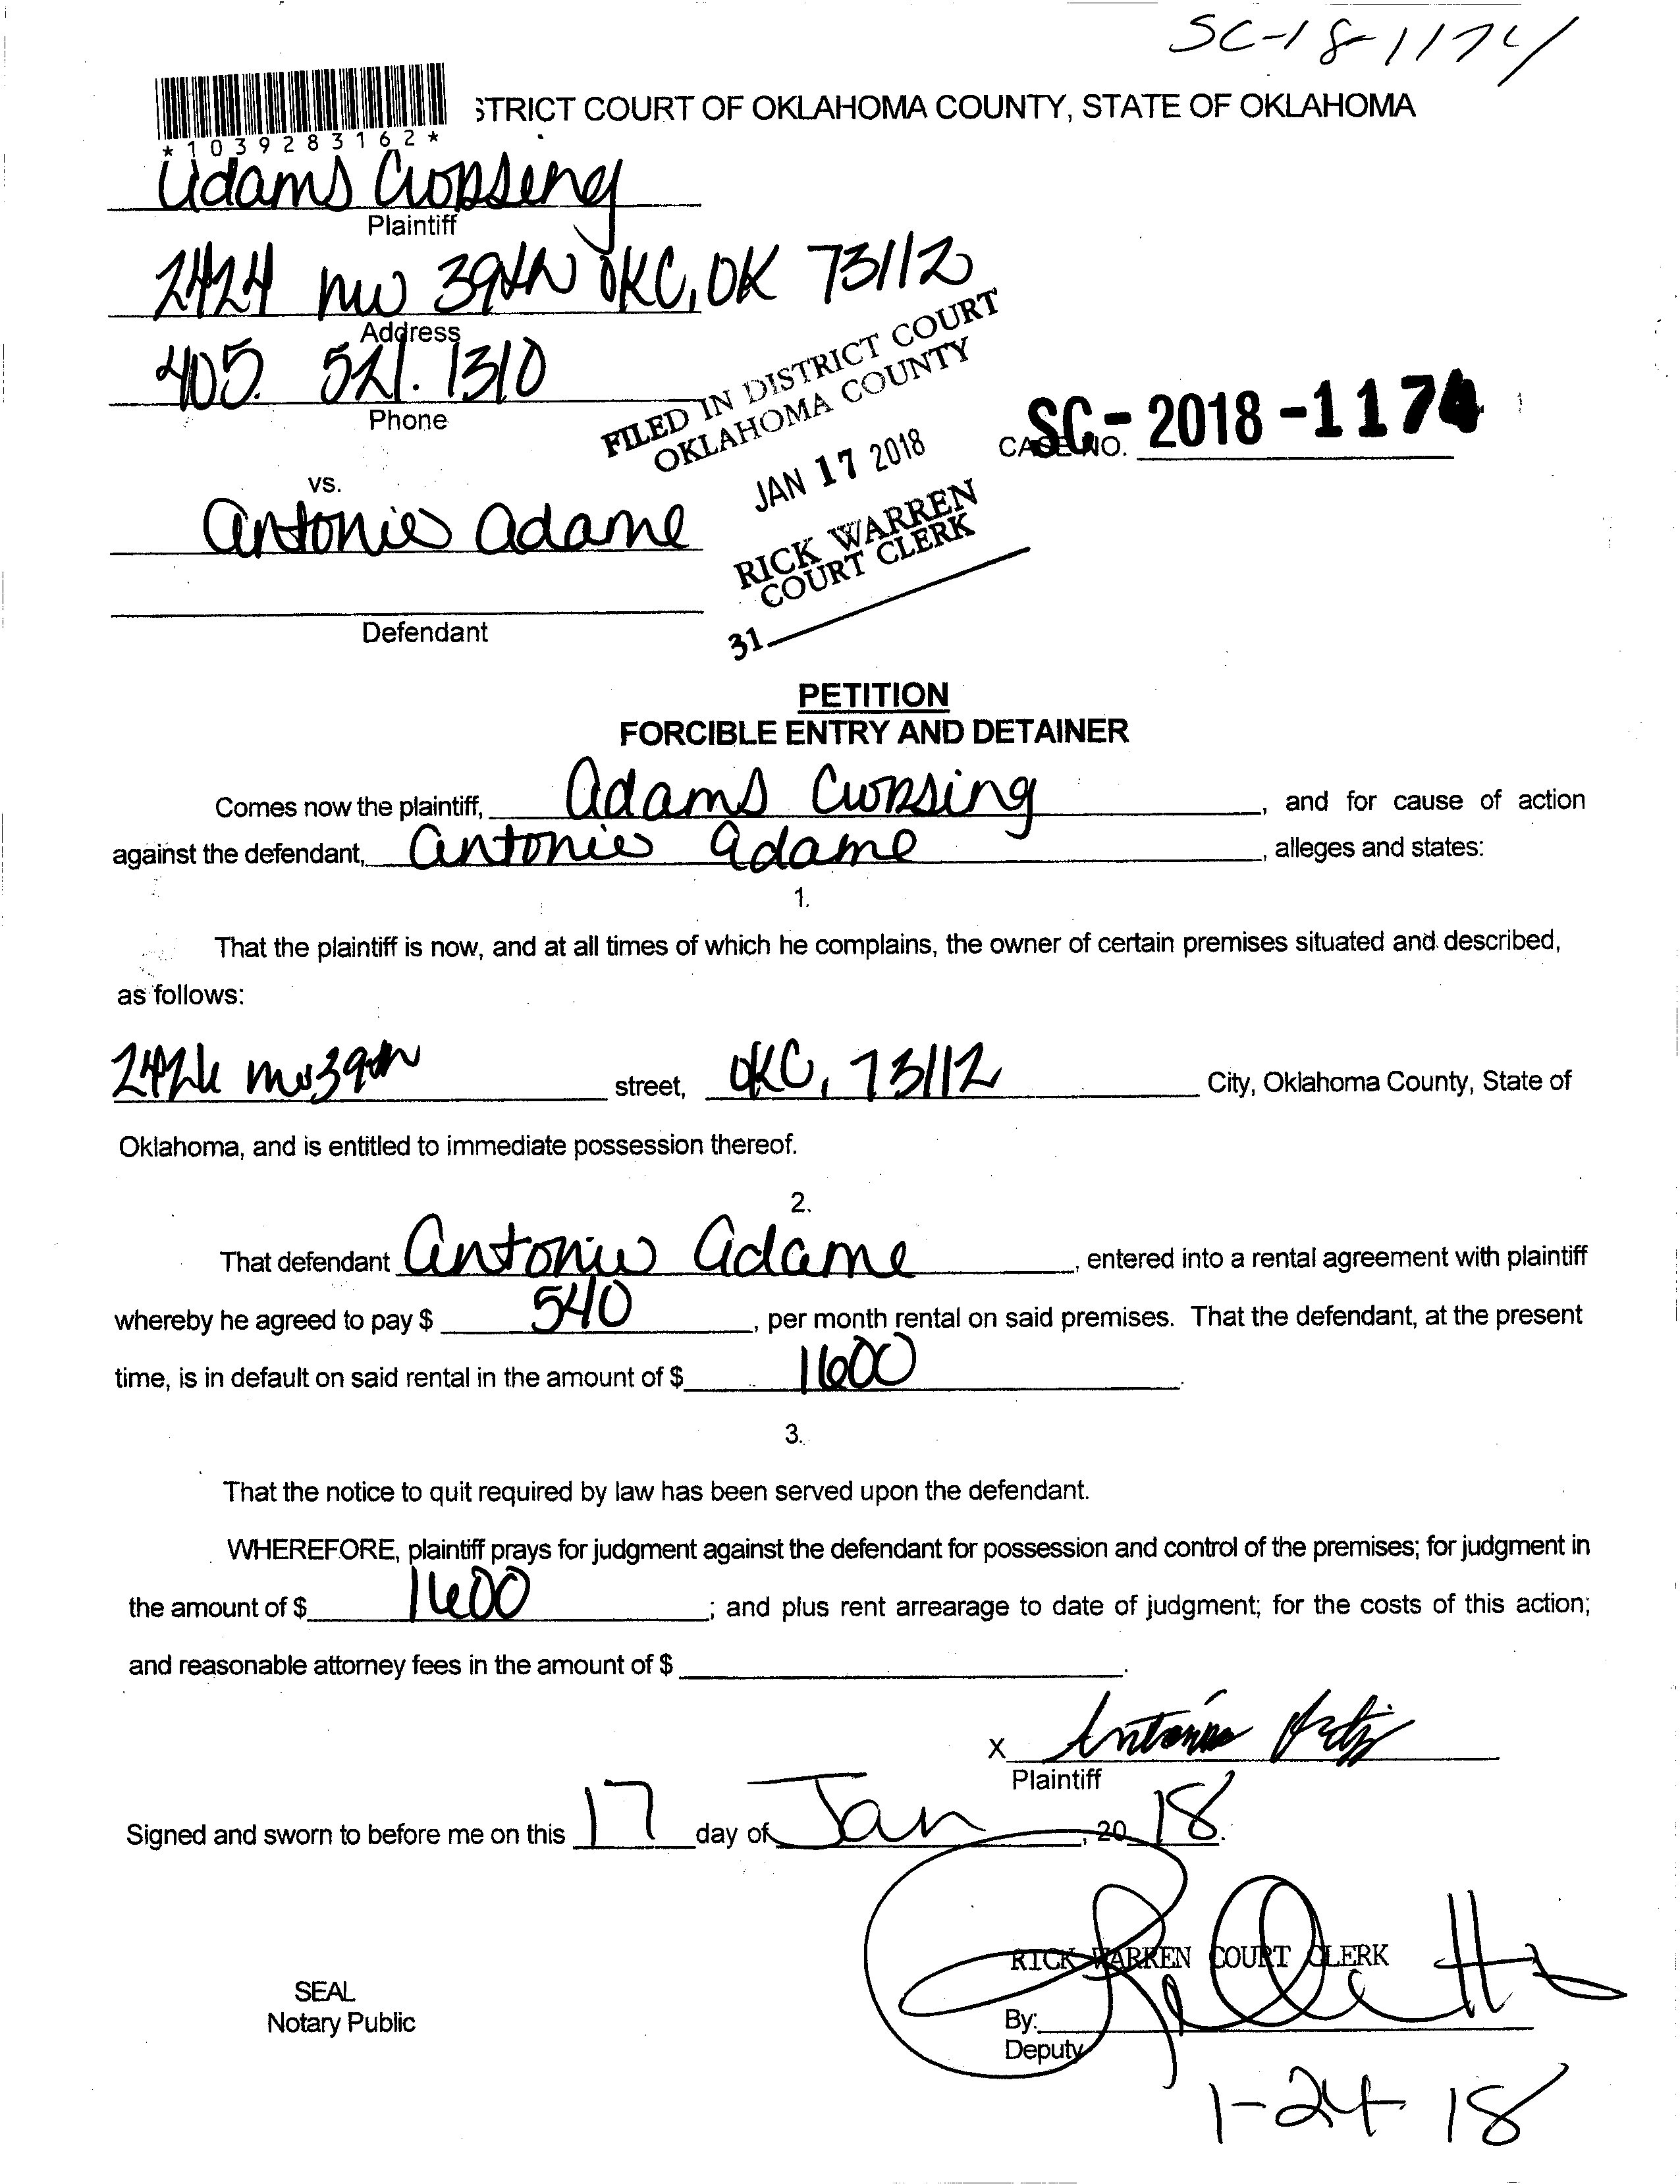 SC-18-1174
STRICT COURT OF OKLAHOMA COUNTY, STATE OF OKLAHOMA
*1039283162*
Adams Crossing
Plaintiff
2424 NW 39th OKC, OK 73112
Address
405. 521. 1310
Phone
FILED IN DISTRICT COURT
OKLAHOMA COUNTY
JAN 17 2018
RICK WARREN
COURT CLERK
31
CASE NO. SC-2018-1174
vs.
Antonio Adame
Defendant
PETITION
FORCIBLE ENTRY AND DETAINER
Comes now the plaintiff, Adams Crossing, and for cause of action
against the defendant, Antonio Adame, alleges and states:
1.
That the plaintiff is now, and at all times of which he complains, the owner of certain premises situated and described,
as follows:
2424 NW 39th street, OKC, 73112 City, Oklahoma County, State of
Oklahoma, and is entitled to immediate possession thereof.
2.
That defendant Antonio Adame, entered into a rental agreement with plaintiff
whereby he agreed to pay $ 540, per month rental on said premises. That the defendant, at the present
time, is in default on said rental in the amount of $ 1600.
3.
That the notice to quit required by law has been served upon the defendant.
WHEREFORE, plaintiff prays for judgment against the defendant for possession and control of the premises; for judgment in
the amount of $ 1600; and plus rent arrearage to date of judgment; for the costs of this action;
and reasonable attorney fees in the amount of $.
X Antonio
Plaintiff
Signed and sworn to before me on this 17 day of Jan, 20 18.
RICK WARREN COURT CLERK
SEAL
Notary Public
By:
Deputy
1-24-18